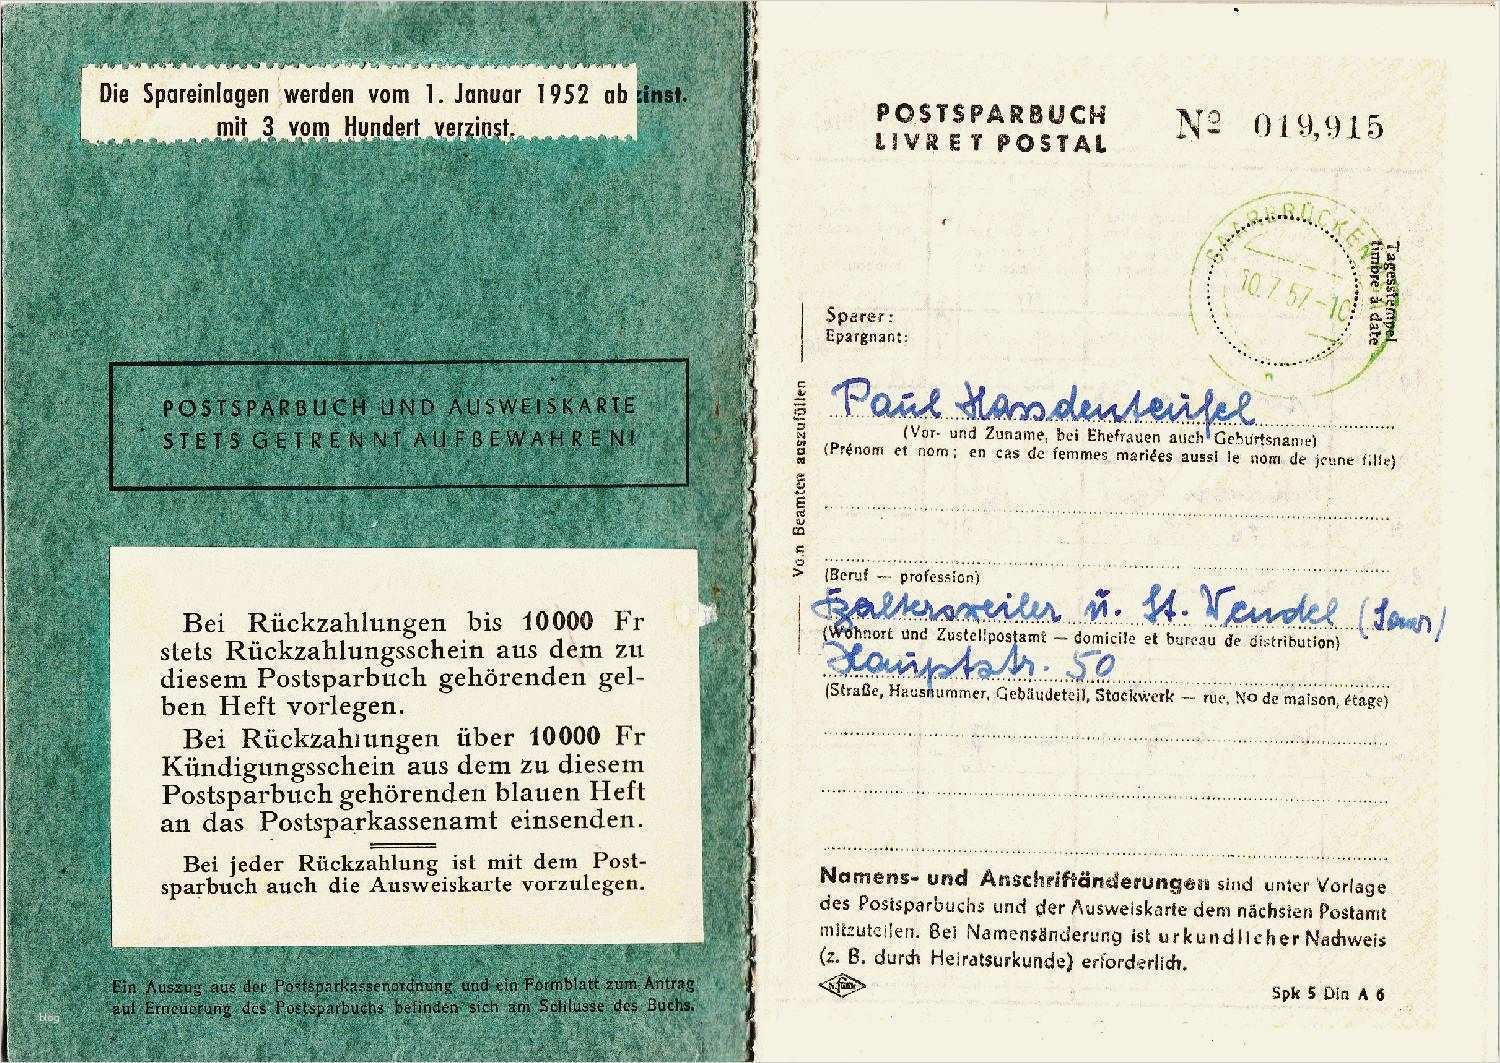 Die Spareinlagen werden vom 1. Januar 1952 ab zinst.
mit 3 vom Hundert verzinst.
POSTSPARBUCH UND AUSWEISKARTE
STETS GETRENNT AUFBEWAHREN!
Bei Rückzahlungen bis 10000 Fr
stets Rückzahlungsschein aus dem zu
diesem Postsparbuch gehörenden gel-
ben Heft vorlegen.
Bei Rückzahlungen über 10000 Fr
Kündigungsschein aus dem zu diesem
Postsparbuch gehörenden blauen Heft
an das Postsparkassenamt einsenden.
Bei jeder Rückzahlung ist mit dem Post-
sparbuch auch die Ausweiskarte vorzulegen.
Ein Auszug aus der Postsparkassenordnung und ein Formblatt zum Antrag
auf Erneuerung des Postsparbuchs befinden sich am Schlusse des Buchs.
blog
POSTSPARBUCH
LIVRET POSTAL
Nº 019,915
SAARBRÜCKEN
10.7.57-10
Tagesstempel
timbre à date
Sparer:
Epargnant:
Von Beamten auszufüllen
Paul Hassdenteufel
(Vor- und Zuname, bei Ehefrauen auch Geburtsname)
(Prénom et nom; en cas de femmes mariées aussi le nom de jeune fille)
(Beruf — profession)
Baltersweiler ü. St. Wendel (Saar)
(Wohnort und Zustellpostamt — domicile et bureau de distribution)
Hauptstr. 50
(Straße, Hausnummer, Gebäudeteil, Stockwerk — rue, No de maison, étage)
Namens- und Anschriftänderungen sind unter Vorlage
des Postsparbuchs und der Ausweiskarte dem nächsten Postamt
mitzuteilen. Bei Namensänderung ist urkundlicher Nachweis
(z. B. durch Heiratsurkunde) erforderlich.
Spk 5 Din A 6